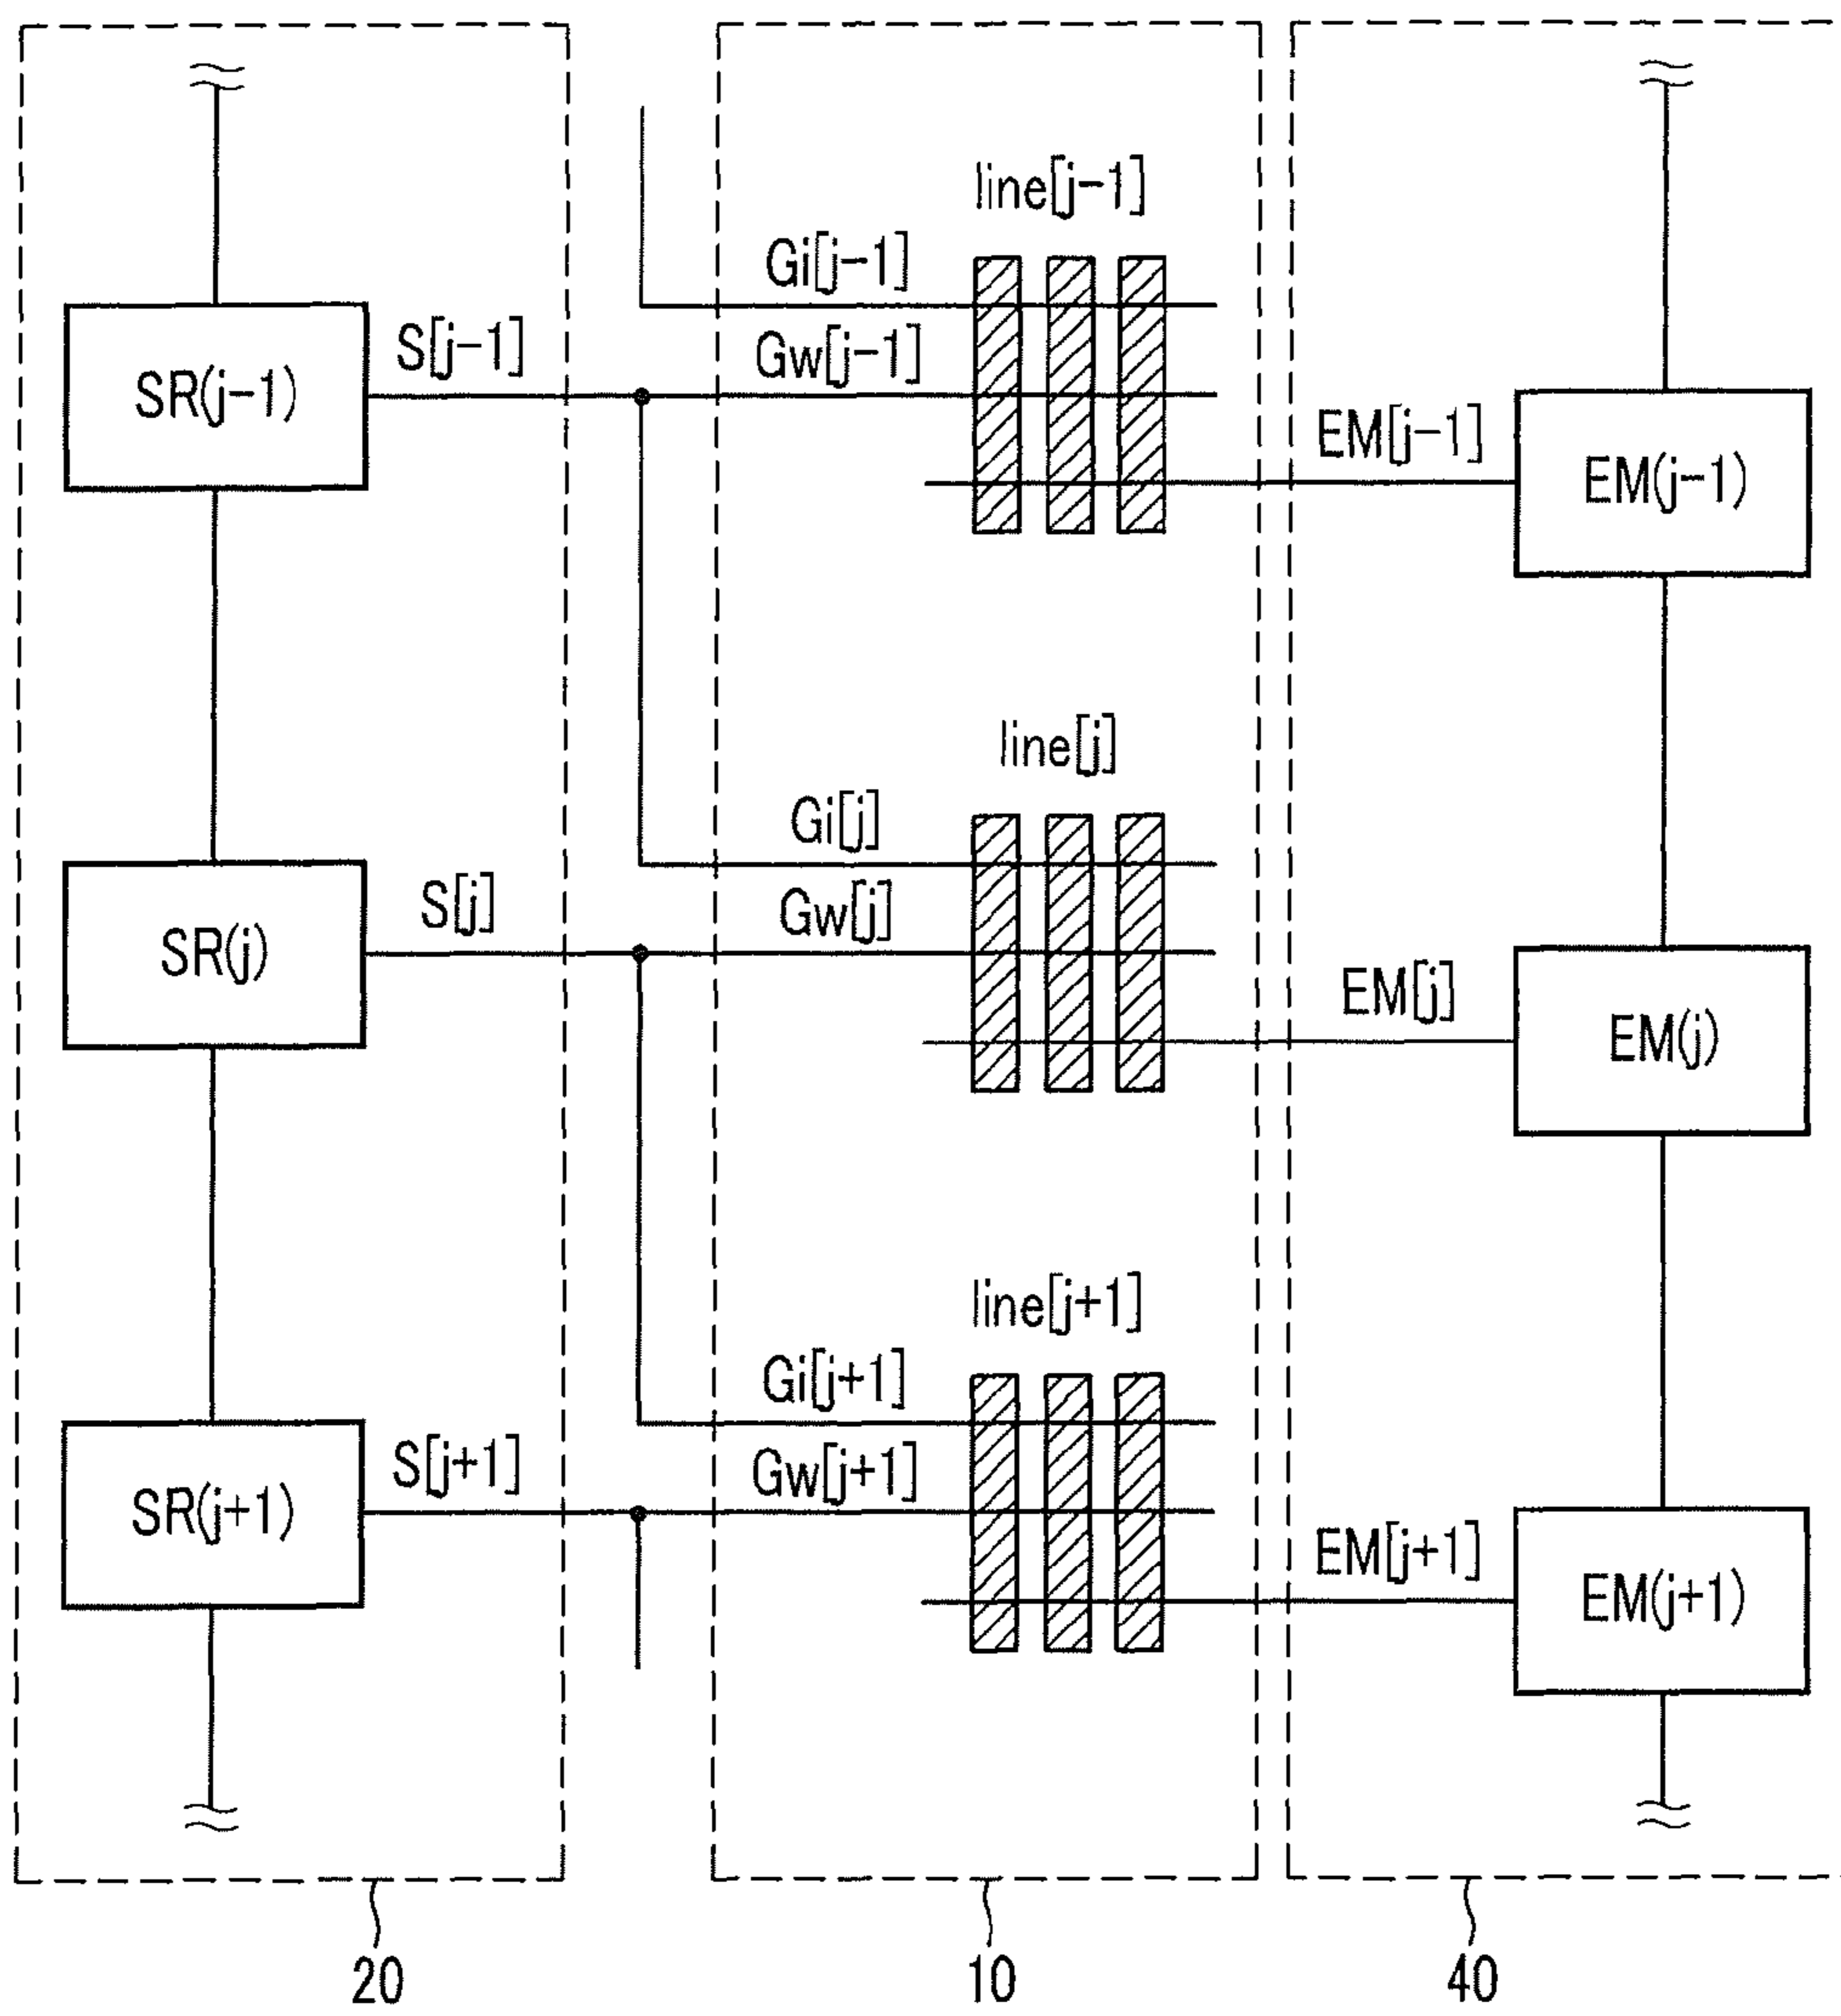 line[j-1]
Gi[j-1]
S[j-1]
Gw[j-1]
SR(j-1)
EM[j-1]
EM(j-1)
line[j]
Gi[j]
S[j]
Gw[j]
SR(j)
EM[j]
EM(j)
line[j+1]
Gi[j+1]
S[j+1]
Gw[j+1]
SR(j+1)
EM[j+1]
EM(j+1)
20
10
40